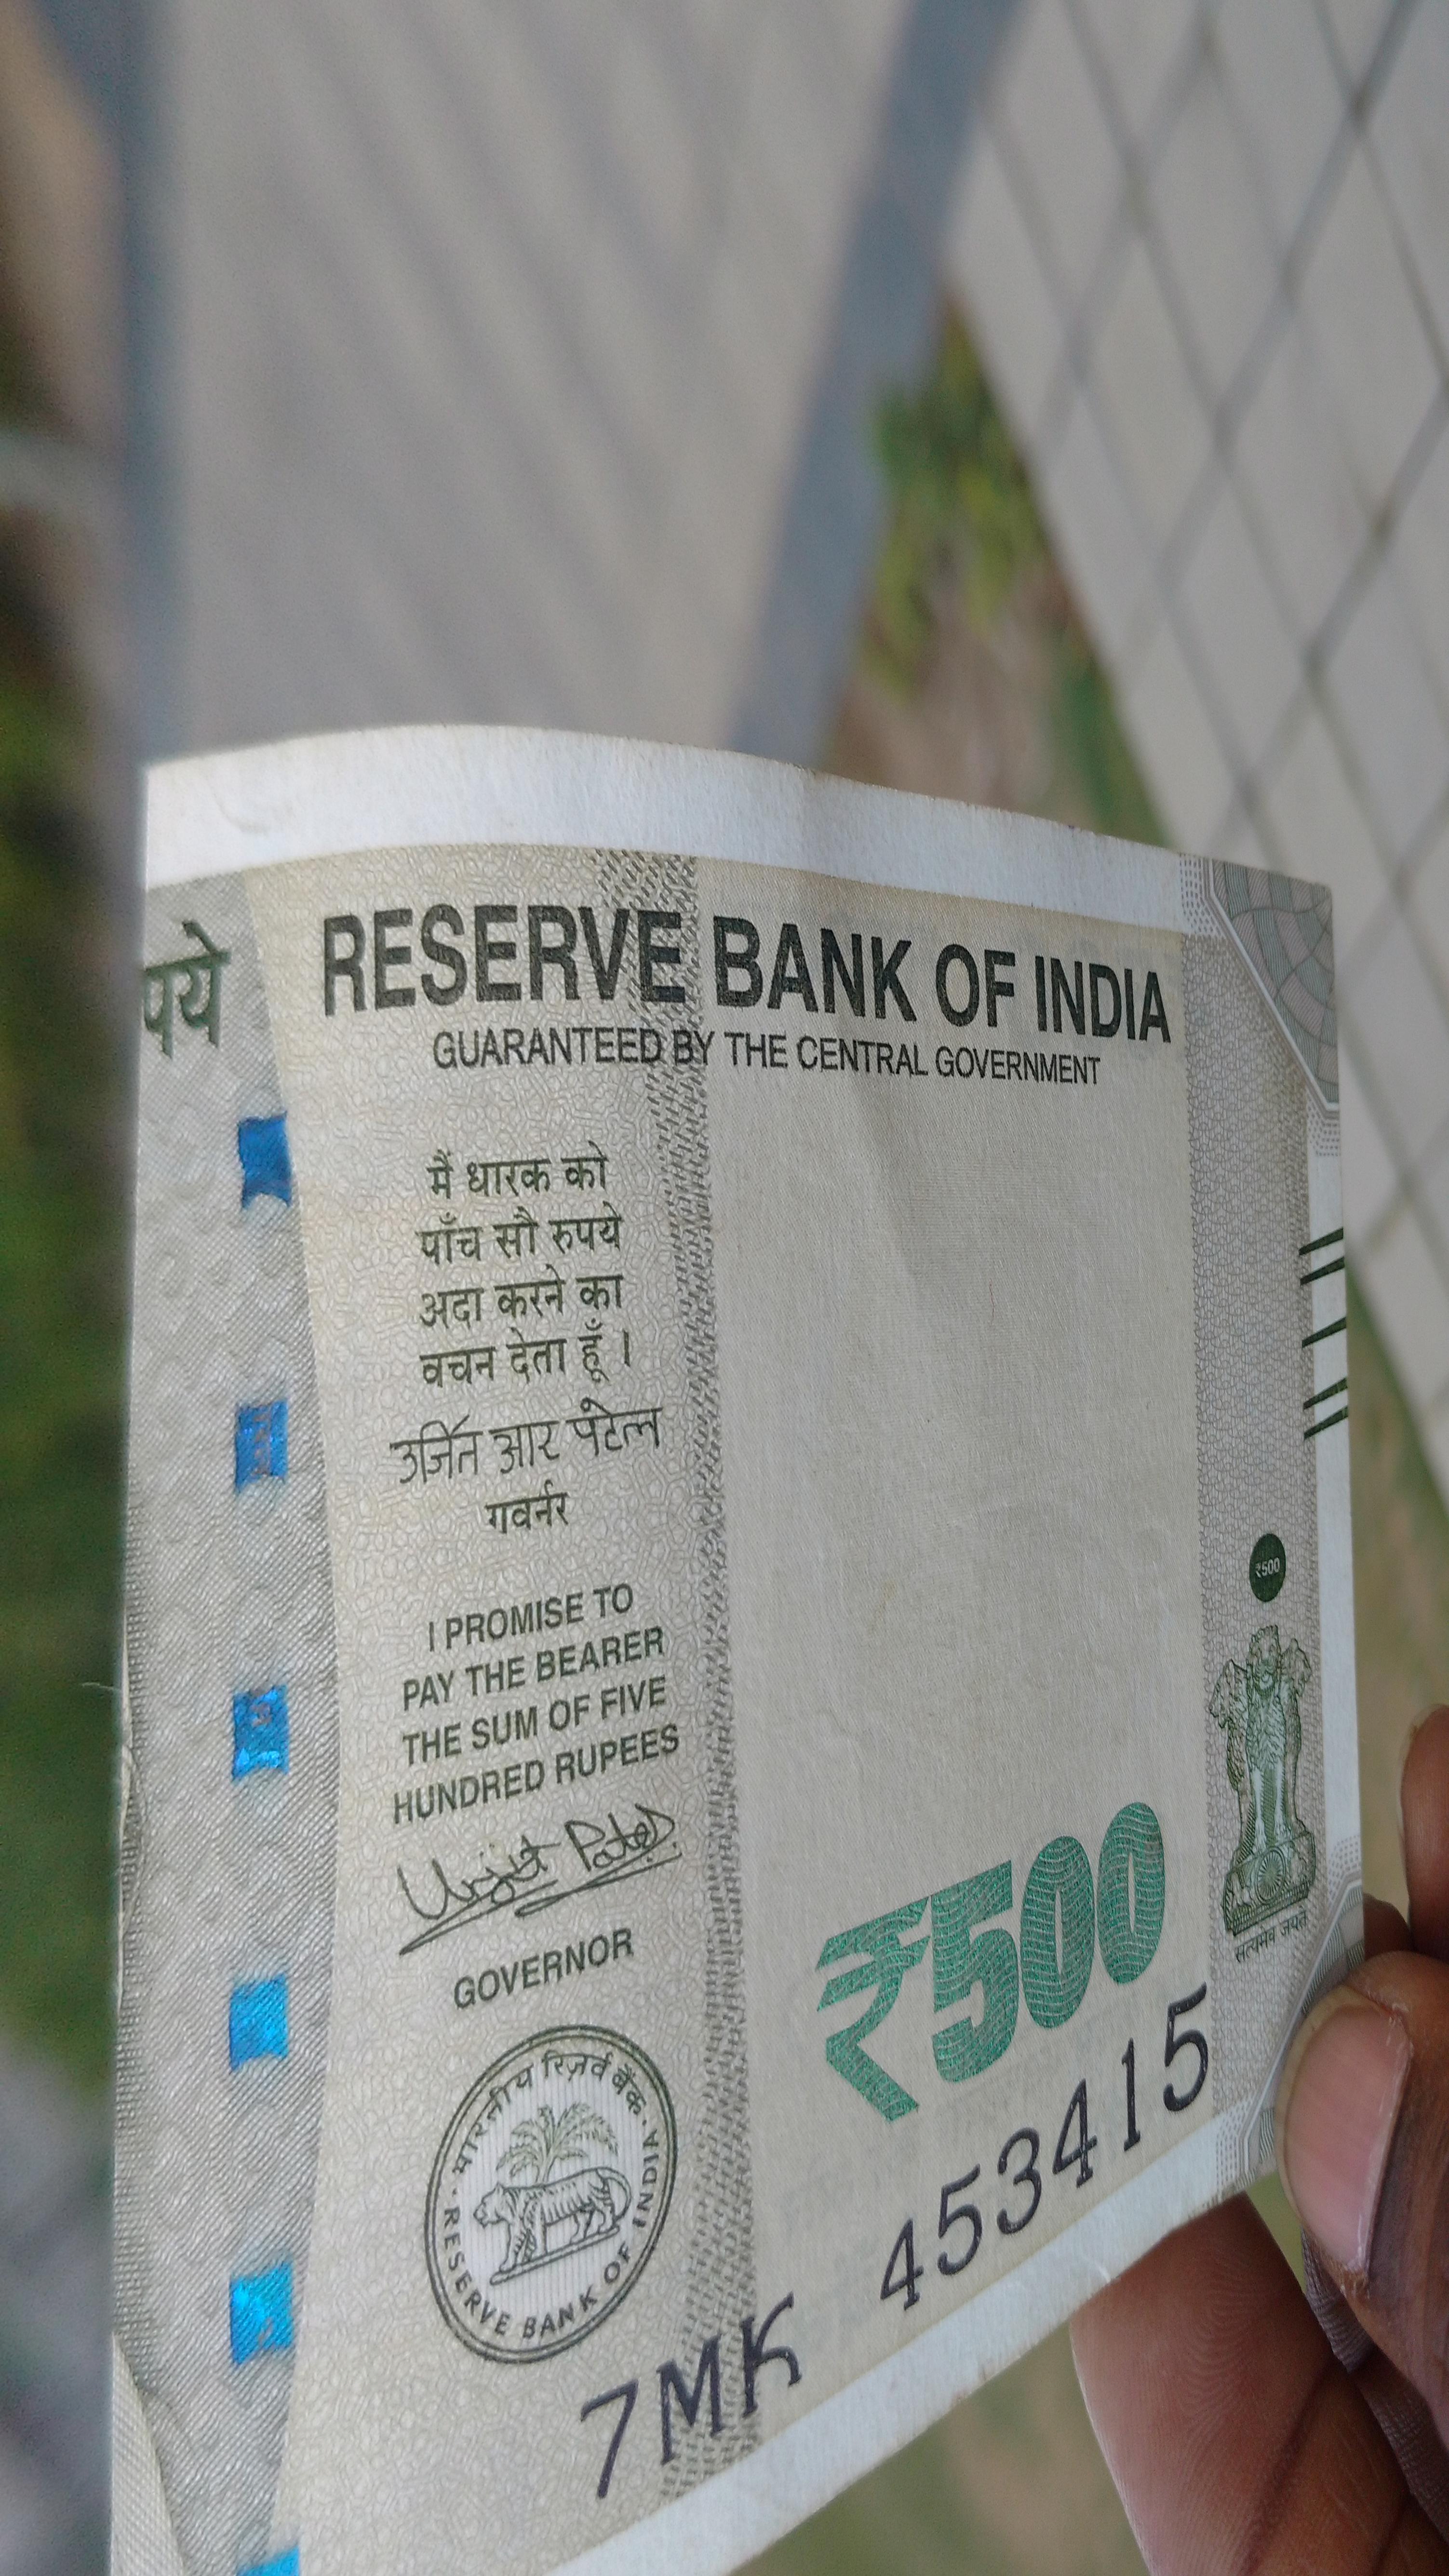 पये
RESERVE BANK OF INDIA
GUARANTEED BY THE CENTRAL GOVERNMENT
मैं धारक को
पाँच सौ रुपये
अदा करने का
वचन देता हूँ ।
उर्जित आर पटेल
गवर्नर
I PROMISE TO
PAY THE BEARER
THE SUM OF FIVE
HUNDRED RUPEES
Urjit Patel
GOVERNOR
भारतीय रिज़र्व बैंक
RESERVE BANK OF INDIA
₹500
सत्यमेव जयते
₹500
7MK 453415